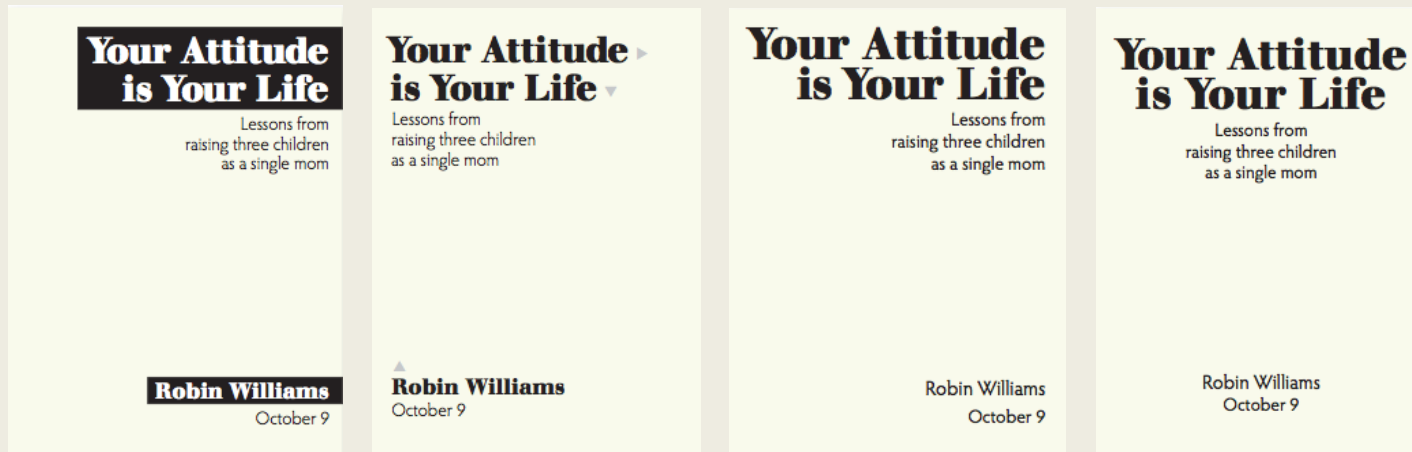 Your Attitude
is Your Life
Lessons from
raising three children
as a single mom
Robin Williams
October 9
Your Attitude
is Your Life
Lessons from
raising three children
as a single mom
Robin Williams
October 9
Your Attitude
is Your Life
Lessons from
raising three children
as a single mom
Robin Williams
October 9
Your Attitude
is Your Life
Lessons from
raising three children
as a single mom
Robin Williams
October 9